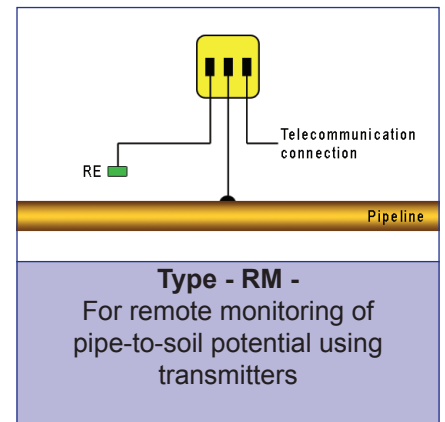 Telecommunication
connection
RE
Pipeline
Type - RM -
For remote monitoring of
pipe-to-soil potential using
transmitters